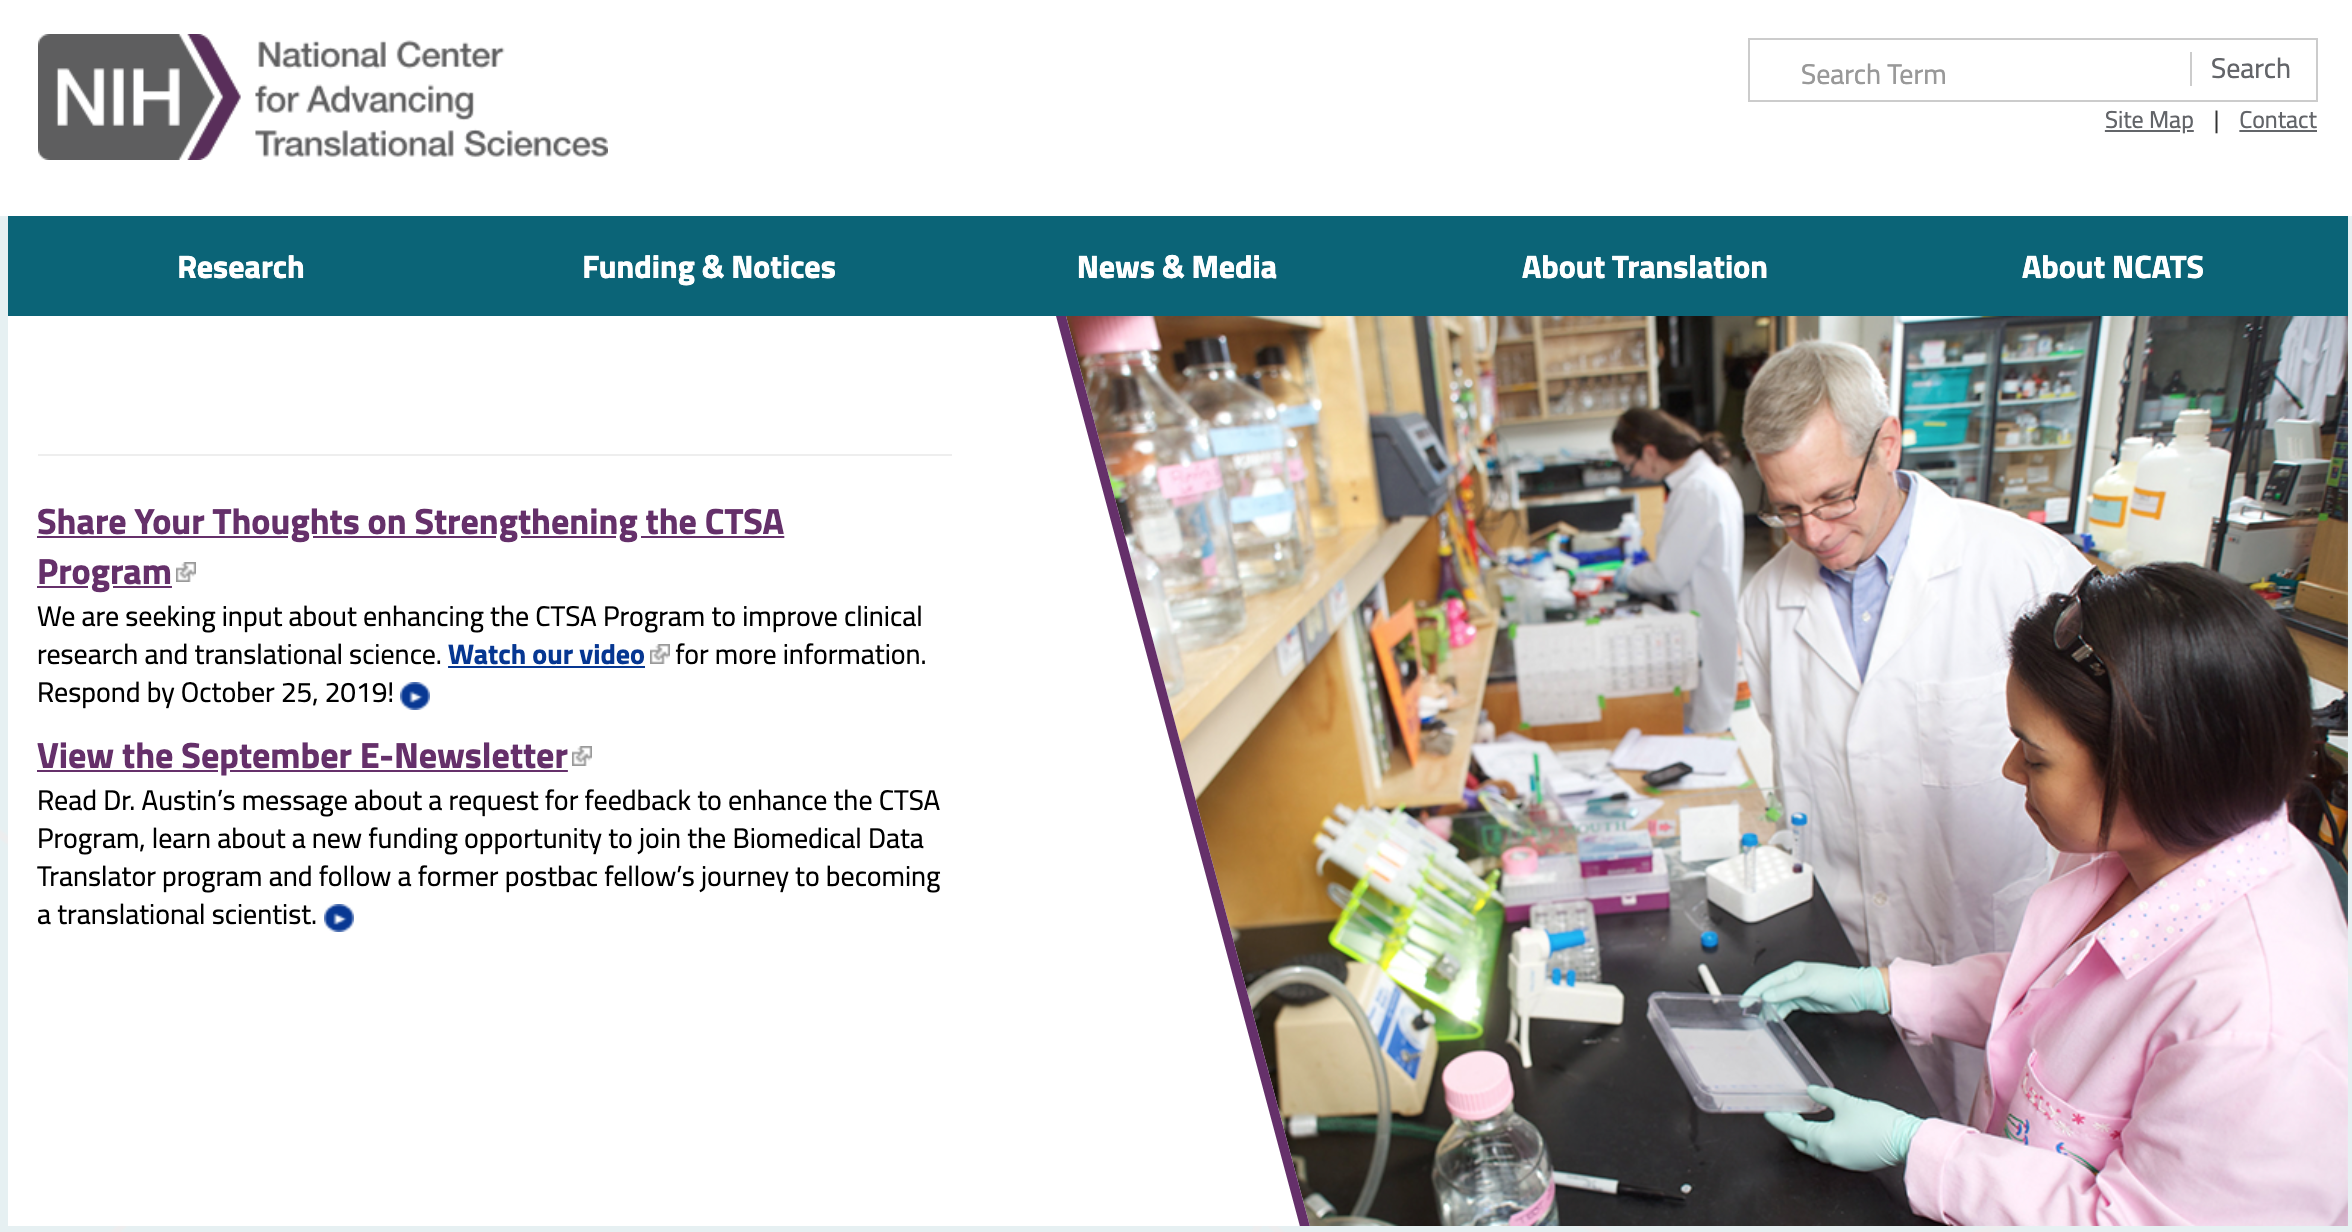 NIH
National Center
for Advancing
Translational Sciences
Search Term
Search
Site Map | Contact
Research
Funding & Notices
News & Media
About Translation
About NCATS
Share Your Thoughts on Strengthening the CTSA
Program
We are seeking input about enhancing the CTSA Program to improve clinical
research and translational science. Watch our video for more information.
Respond by October 25, 2019!
View the September E-Newsletter
Read Dr. Austin’s message about a request for feedback to enhance the CTSA
Program, learn about a new funding opportunity to join the Biomedical Data
Translator program and follow a former postbac fellow’s journey to becoming
a translational scientist.